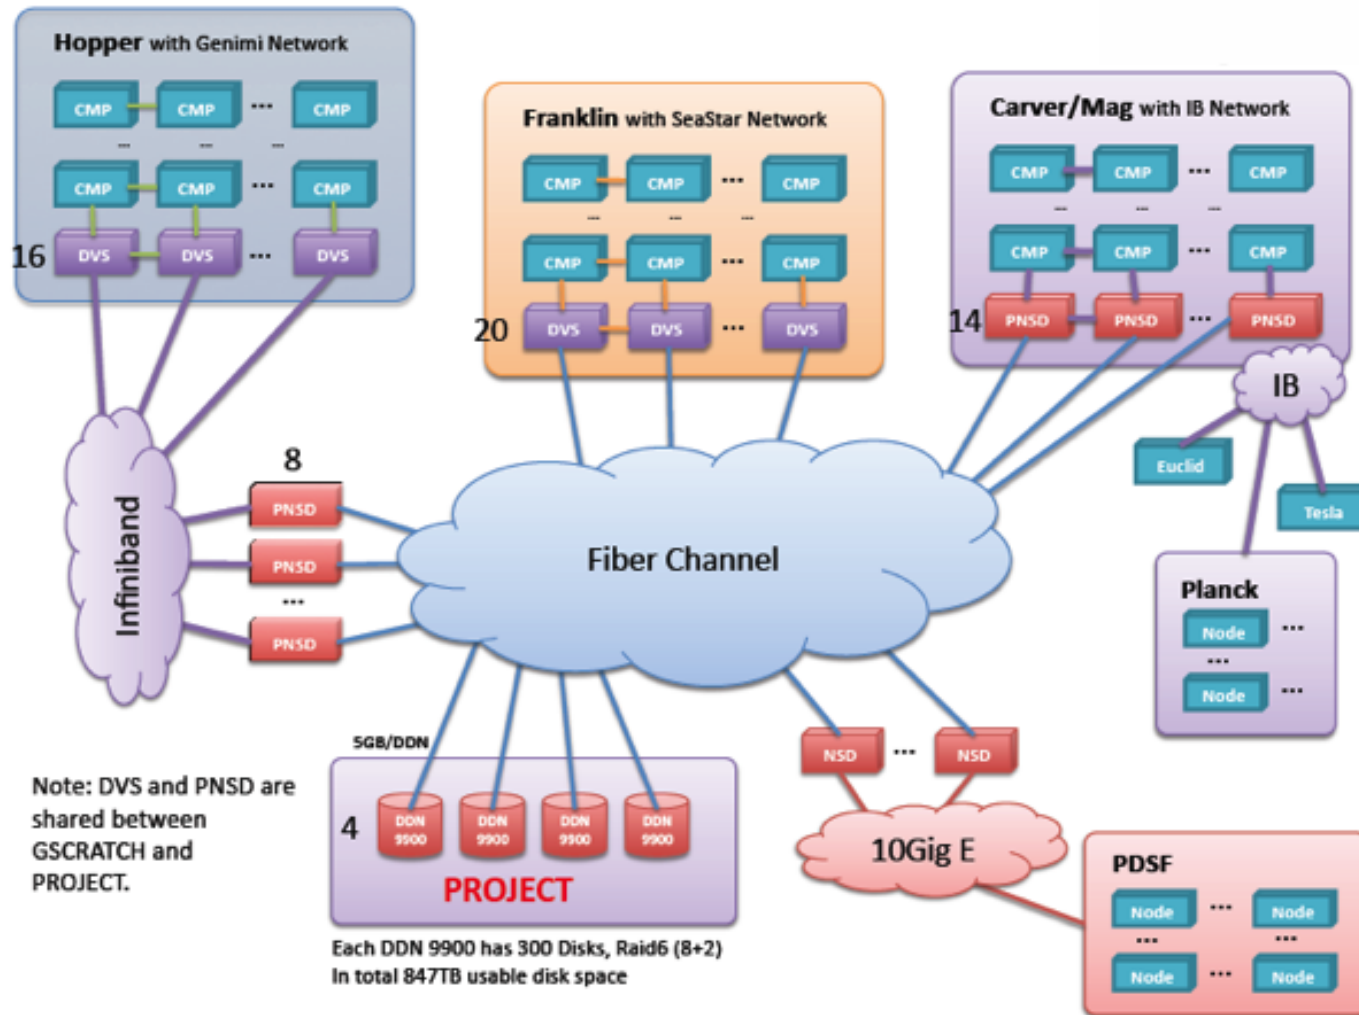 Hopper with Genimi Network
CMP CMP ... CMP
... ... ...
CMP CMP ... CMP
16 DVS DVS ... DVS
Franklin with SeaStar Network
CMP CMP ... CMP
... ... ...
CMP CMP ... CMP
20 DVS DVS ... DVS
Carver/Mag with IB Network
CMP CMP ... CMP
... ... ...
CMP CMP ... CMP
14 PNSD PNSD ... PNSD
IB
Euclid
Tesla
Planck
Node ...
...
Node ...
Infiniband
8
PNSD
PNSD
...
PNSD
Fiber Channel
5GB/DDN
4
DDN 9900 DDN 9900 DDN 9900 DDN 9900
PROJECT
Each DDN 9900 has 300 Disks, Raid6 (8+2)
In total 847TB usable disk space
Note: DVS and PNSD are
shared between
GSCRATCH and
PROJECT.
NSD ... NSD
10Gig E
PDSF
Node ... Node
... ...
Node ... Node